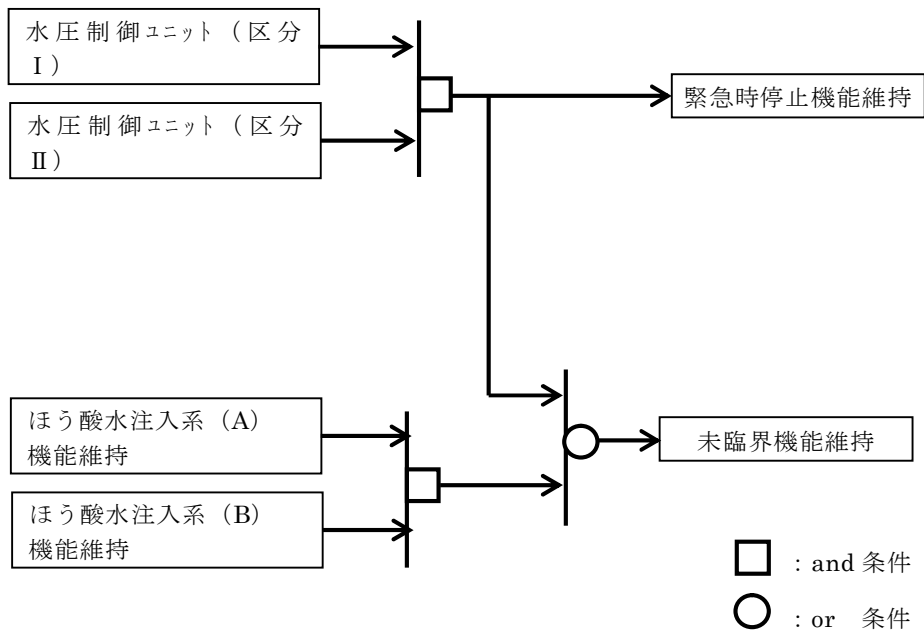 水圧制御ユニット（区分
Ⅰ）
緊急時停止機能維持
水圧制御ユニット（区分
Ⅱ）
ほう酸水注入系（A）
機能維持
未臨界機能維持
ほう酸水注入系（B）
機能維持
：and 条件
：or 条件